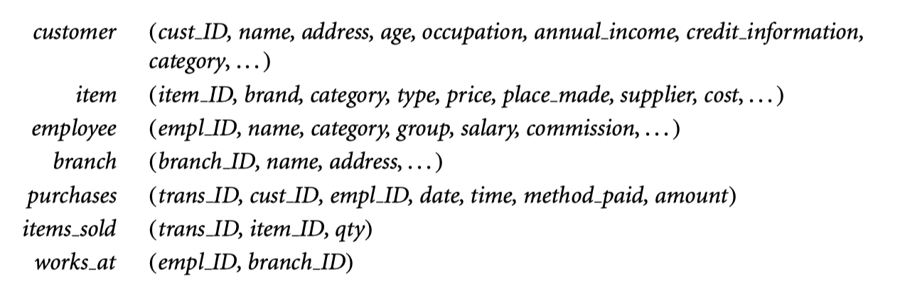 customer (cust_ID, name, address, age, occupation, annual_income, credit_information,
category, . . . )
item (item_ID, brand, category, type, price, place_made, supplier, cost, . . . )
employee (empl_ID, name, category, group, salary, commission, . . . )
branch (branch_ID, name, address, . . . )
purchases (trans_ID, cust_ID, empl_ID, date, time, method_paid, amount)
items_sold (trans_ID, item_ID, qty)
works_at (empl_ID, branch_ID)